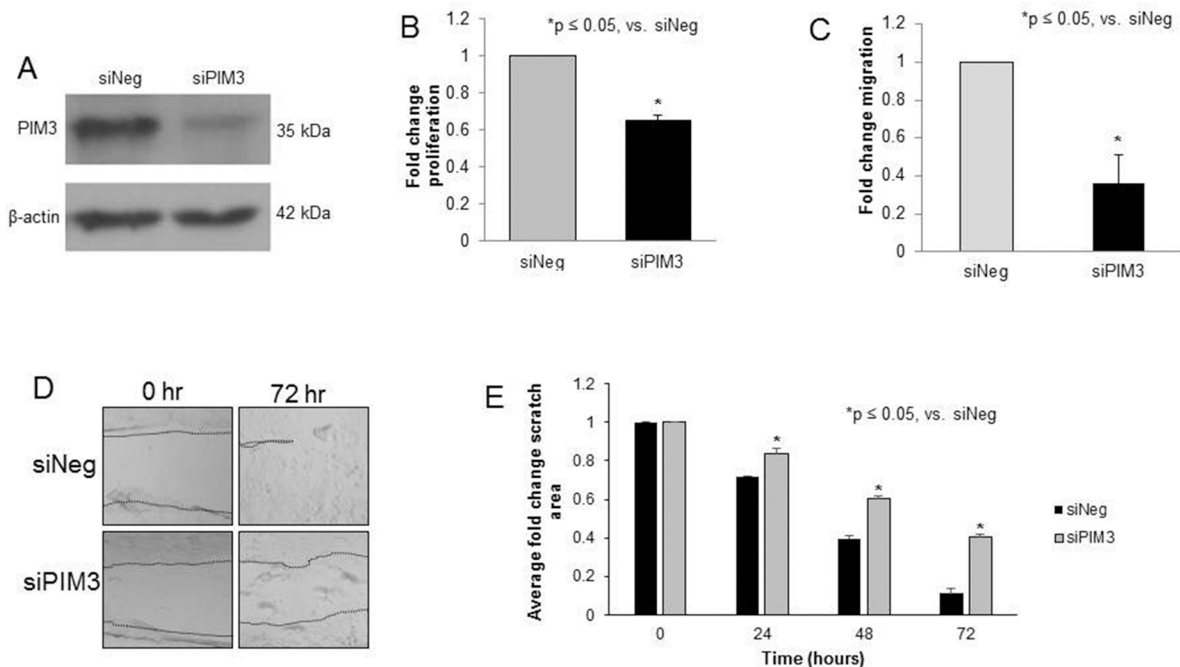 A
siNeg siPIM3
PIM3
35 kDa
β-actin
42 kDa
B
*p ≤ 0.05, vs. siNeg
Fold change
proliferation
1.2
1
0.8
0.6
0.4
0.2
0
*
siNeg siPIM3
C
*p ≤ 0.05, vs. siNeg
Fold change migration
1.2
1
0.8
0.6
0.4
0.2
0
*
siNeg siPIM3
D
0 hr 72 hr
siNeg
siPIM3
E
*p ≤ 0.05, vs. siNeg
Average fold change scratch
area
1.2
1
0.8
0.6
0.4
0.2
0
*
*
*
0 24 48 72
Time (hours)
siNeg
siPIM3